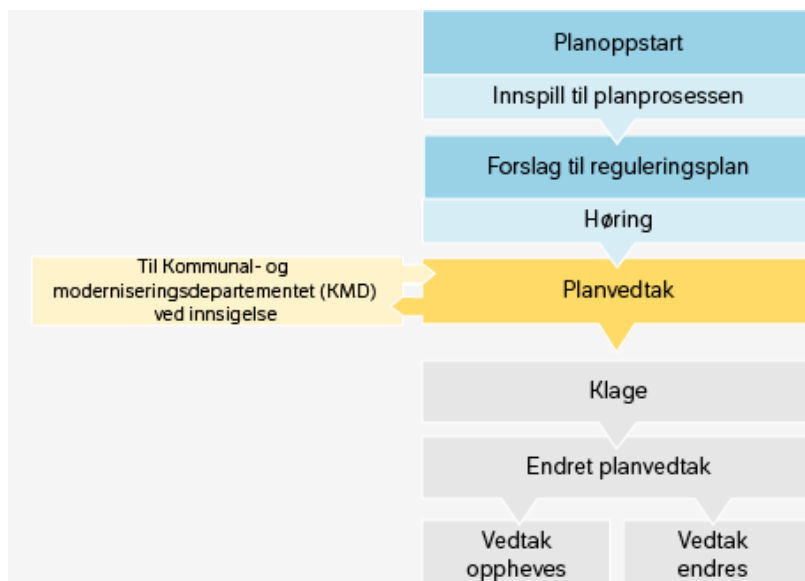 Planoppstart
Innspill til planprosessen
Forslag til reguleringsplan
Høring
Til Kommunal- og
moderniseringsdepartementet (KMD)
ved innsigelse
Planvedtak
Klage
Endret planvedtak
Vedtak
oppheves
Vedtak
endres